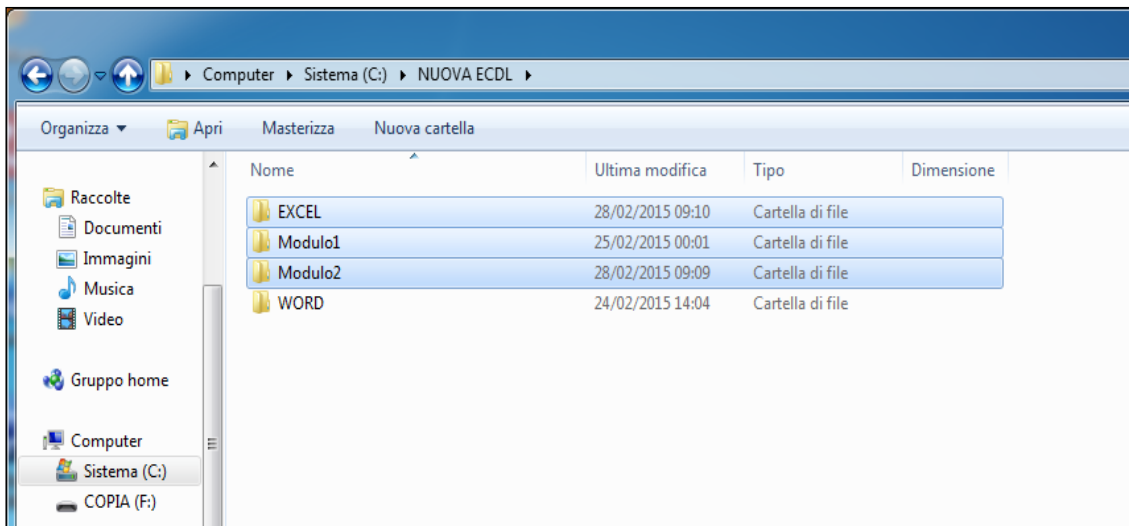 Computer Sistema (C:) NUOVA ECDL
Organizza Apri Masterizza Nuova cartella
Nome Ultima modifica Tipo Dimensione
Raccolte
Documenti
Immagini
Musica
Video
Gruppo home
Computer
Sistema (C:)
COPIA (F:)
EXCEL 28/02/2015 09:10 Cartella di file
Modulo1 25/02/2015 00:01 Cartella di file
Modulo2 28/02/2015 09:09 Cartella di file
WORD 24/02/2015 14:04 Cartella di file